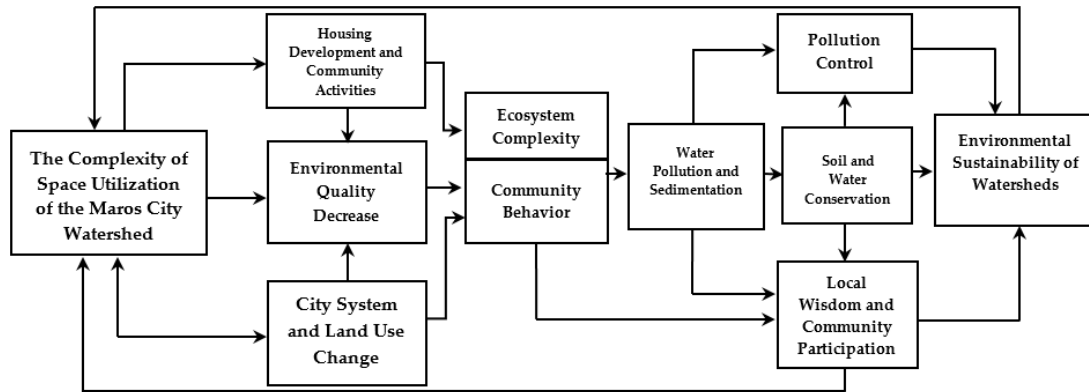 The Complexity of
Space Utilization
of the Maros City
Watershed
Housing
Development and
Community
Activities
Environmental
Quality
Decrease
City System
and Land Use
Change
Ecosystem
Complexity
Community
Behavior
Water
Pollution and
Sedimentation
Pollution
Control
Soil and
Water
Conservation
Local
Wisdom and
Community
Participation
Environmental
Sustainability of
Watersheds